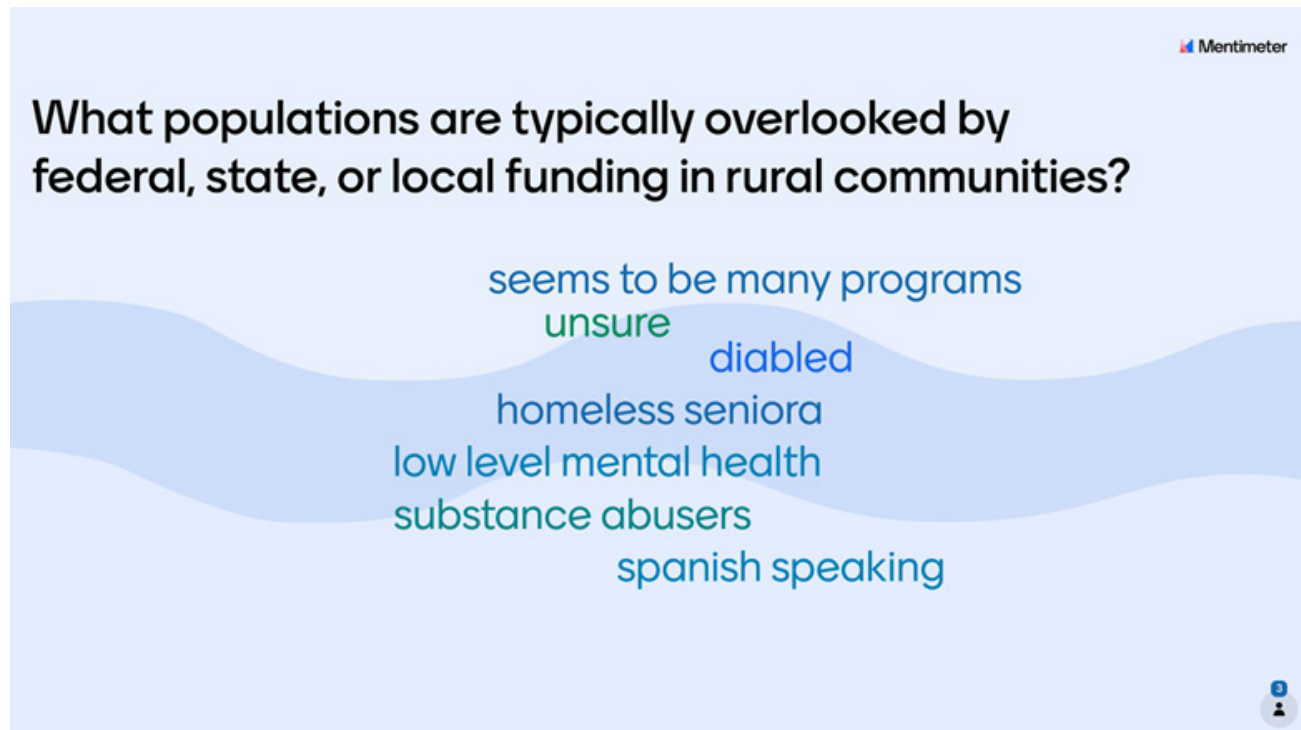 Mentimeter
What populations are typically overlooked by
federal, state, or local funding in rural communities?
seems to be many programs
unsure
diabled
homeless seniora
low level mental health
substance abusers
spanish speaking
3